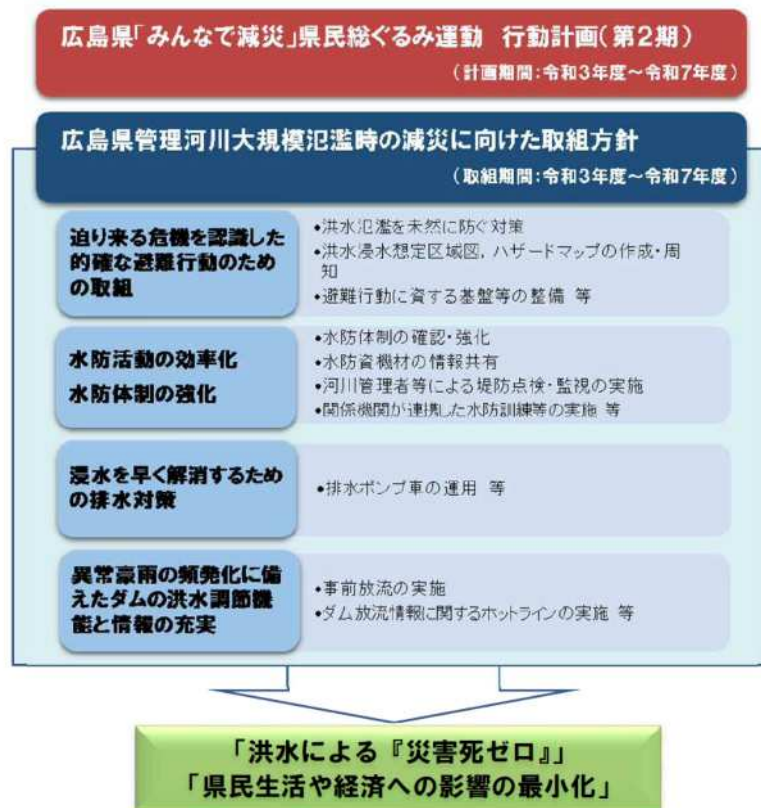 広島県「みんなで減災」県民総ぐるみ運動 行動計画(第2期)
(計画期間:令和3年度～令和7年度)
広島県管理河川大規模氾濫時の減災に向けた取組方針
(取組期間:令和3年度～令和7年度)
迫り来る危機を認識した
的確な避難行動のため
の取組
•洪水氾濫を未然に防ぐ対策
•洪水浸水想定区域図，ハザードマップの作成・周
知
•避難行動に資する基盤等の整備 等
水防活動の効率化
水防体制の強化
•水防体制の確認・強化
•水防資機材の情報共有
•河川管理者等による堤防点検・監視の実施
•関係機関が連携した水防訓練等の実施 等
浸水を早く解消するため
の排水対策
•排水ポンプ車の運用 等
異常豪雨の頻発化に備
えたダムの洪水調節機
能と情報の充実
•事前放流の実施
•ダム放流情報に関するホットラインの実施 等
「洪水による『災害死ゼロ』」
「県民生活や経済への影響の最小化」